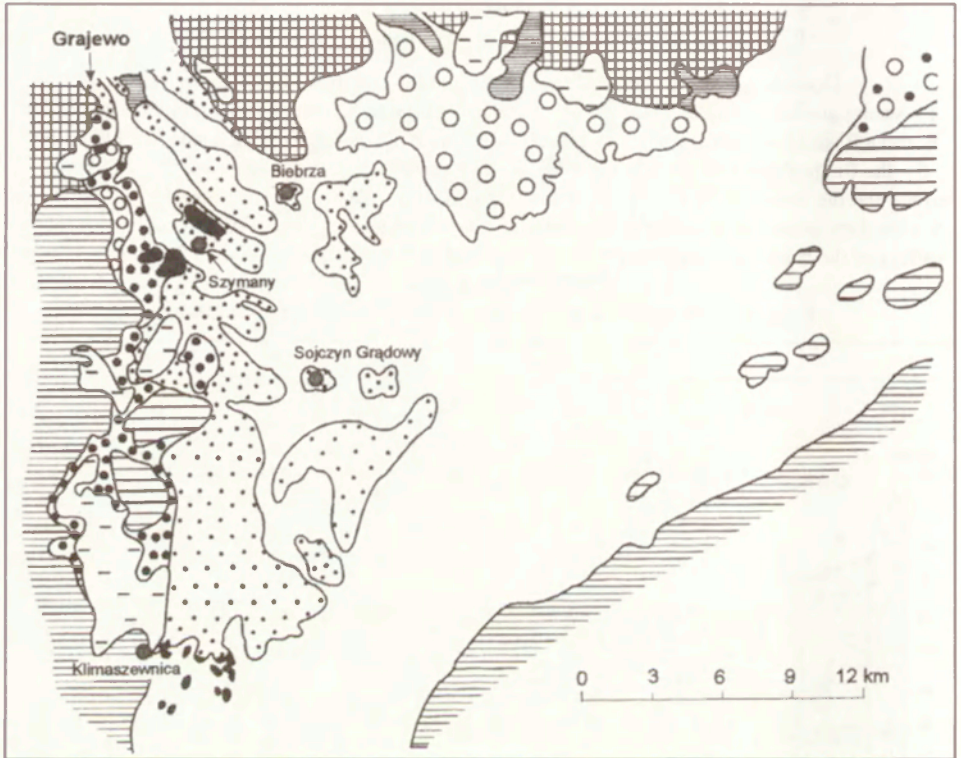 Grajewo
Biebrza
Szymany
Sojczyn Grądowy
Klimaszewnica
0 3 6 9 12 km